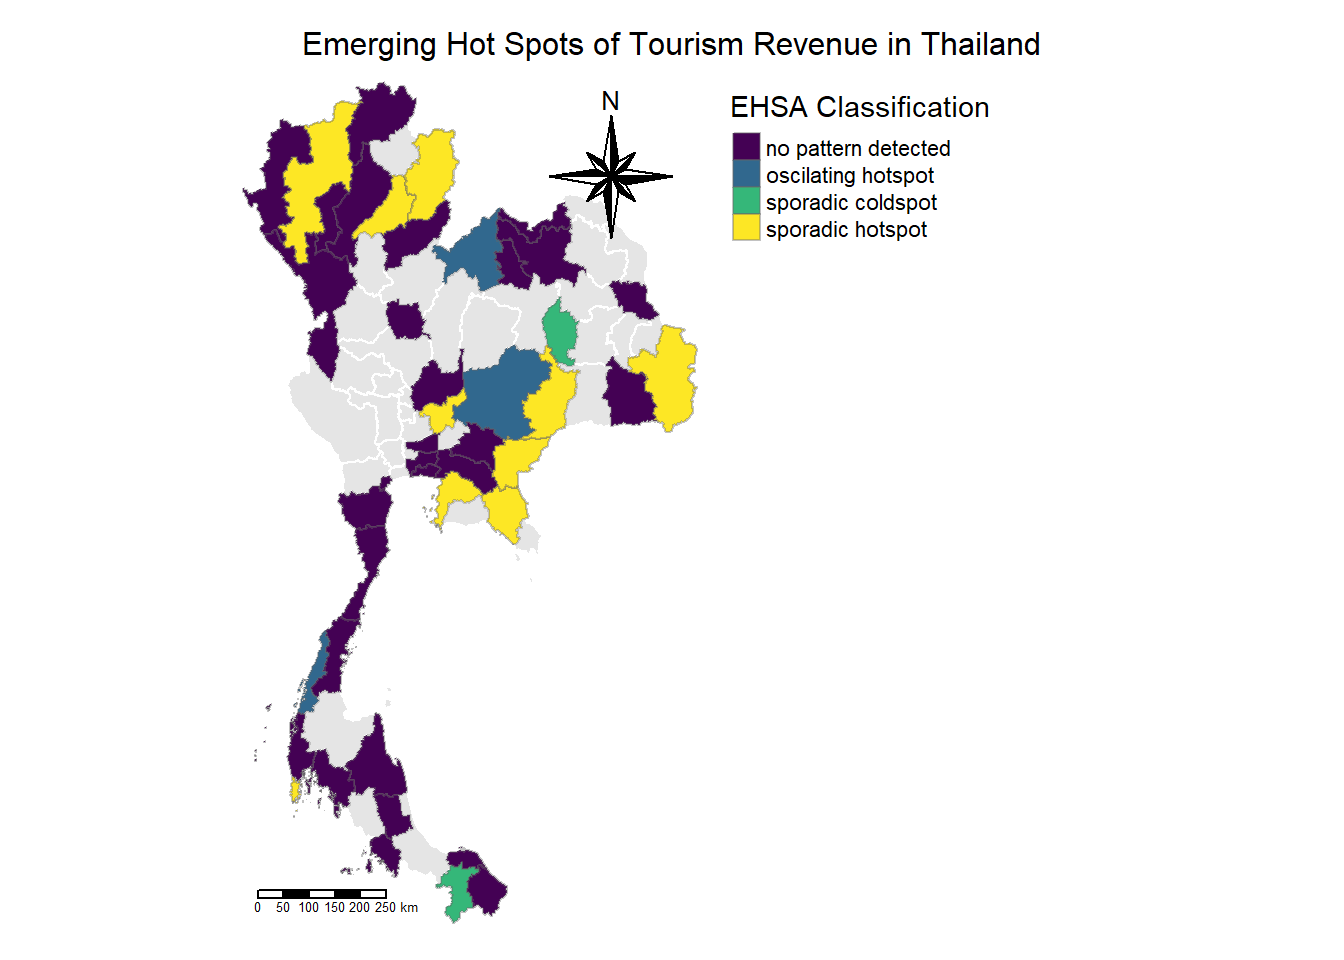 Emerging Hot Spots of Tourism Revenue in Thailand
N
EHSA Classification
no pattern detected
oscilating hotspot
sporadic coldspot
sporadic hotspot
0 50 100 150 200 250 km